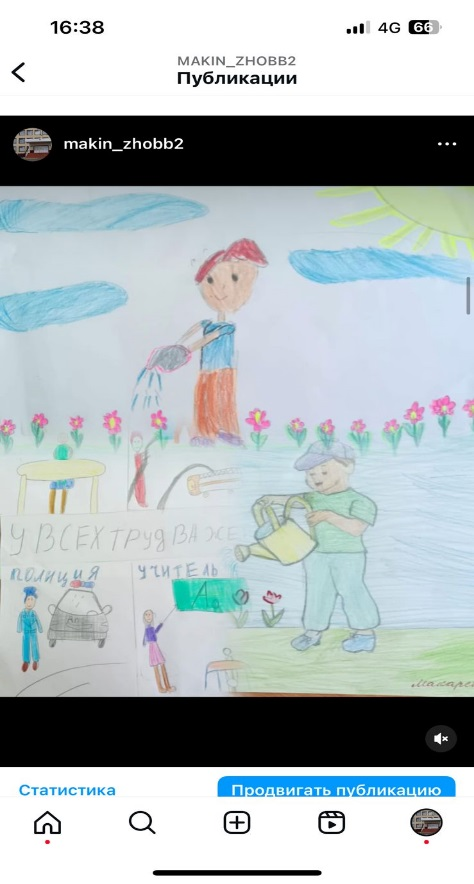 16:38
4G
66
MAKIN_ZHOBB2
Публикации
makin_zhobb2
У ВСЕХ ТРУД ВАЖЕ
ПОЛИЦИЯ
УЧИТЕЛЬ
Статистика
Продвигать публикацию